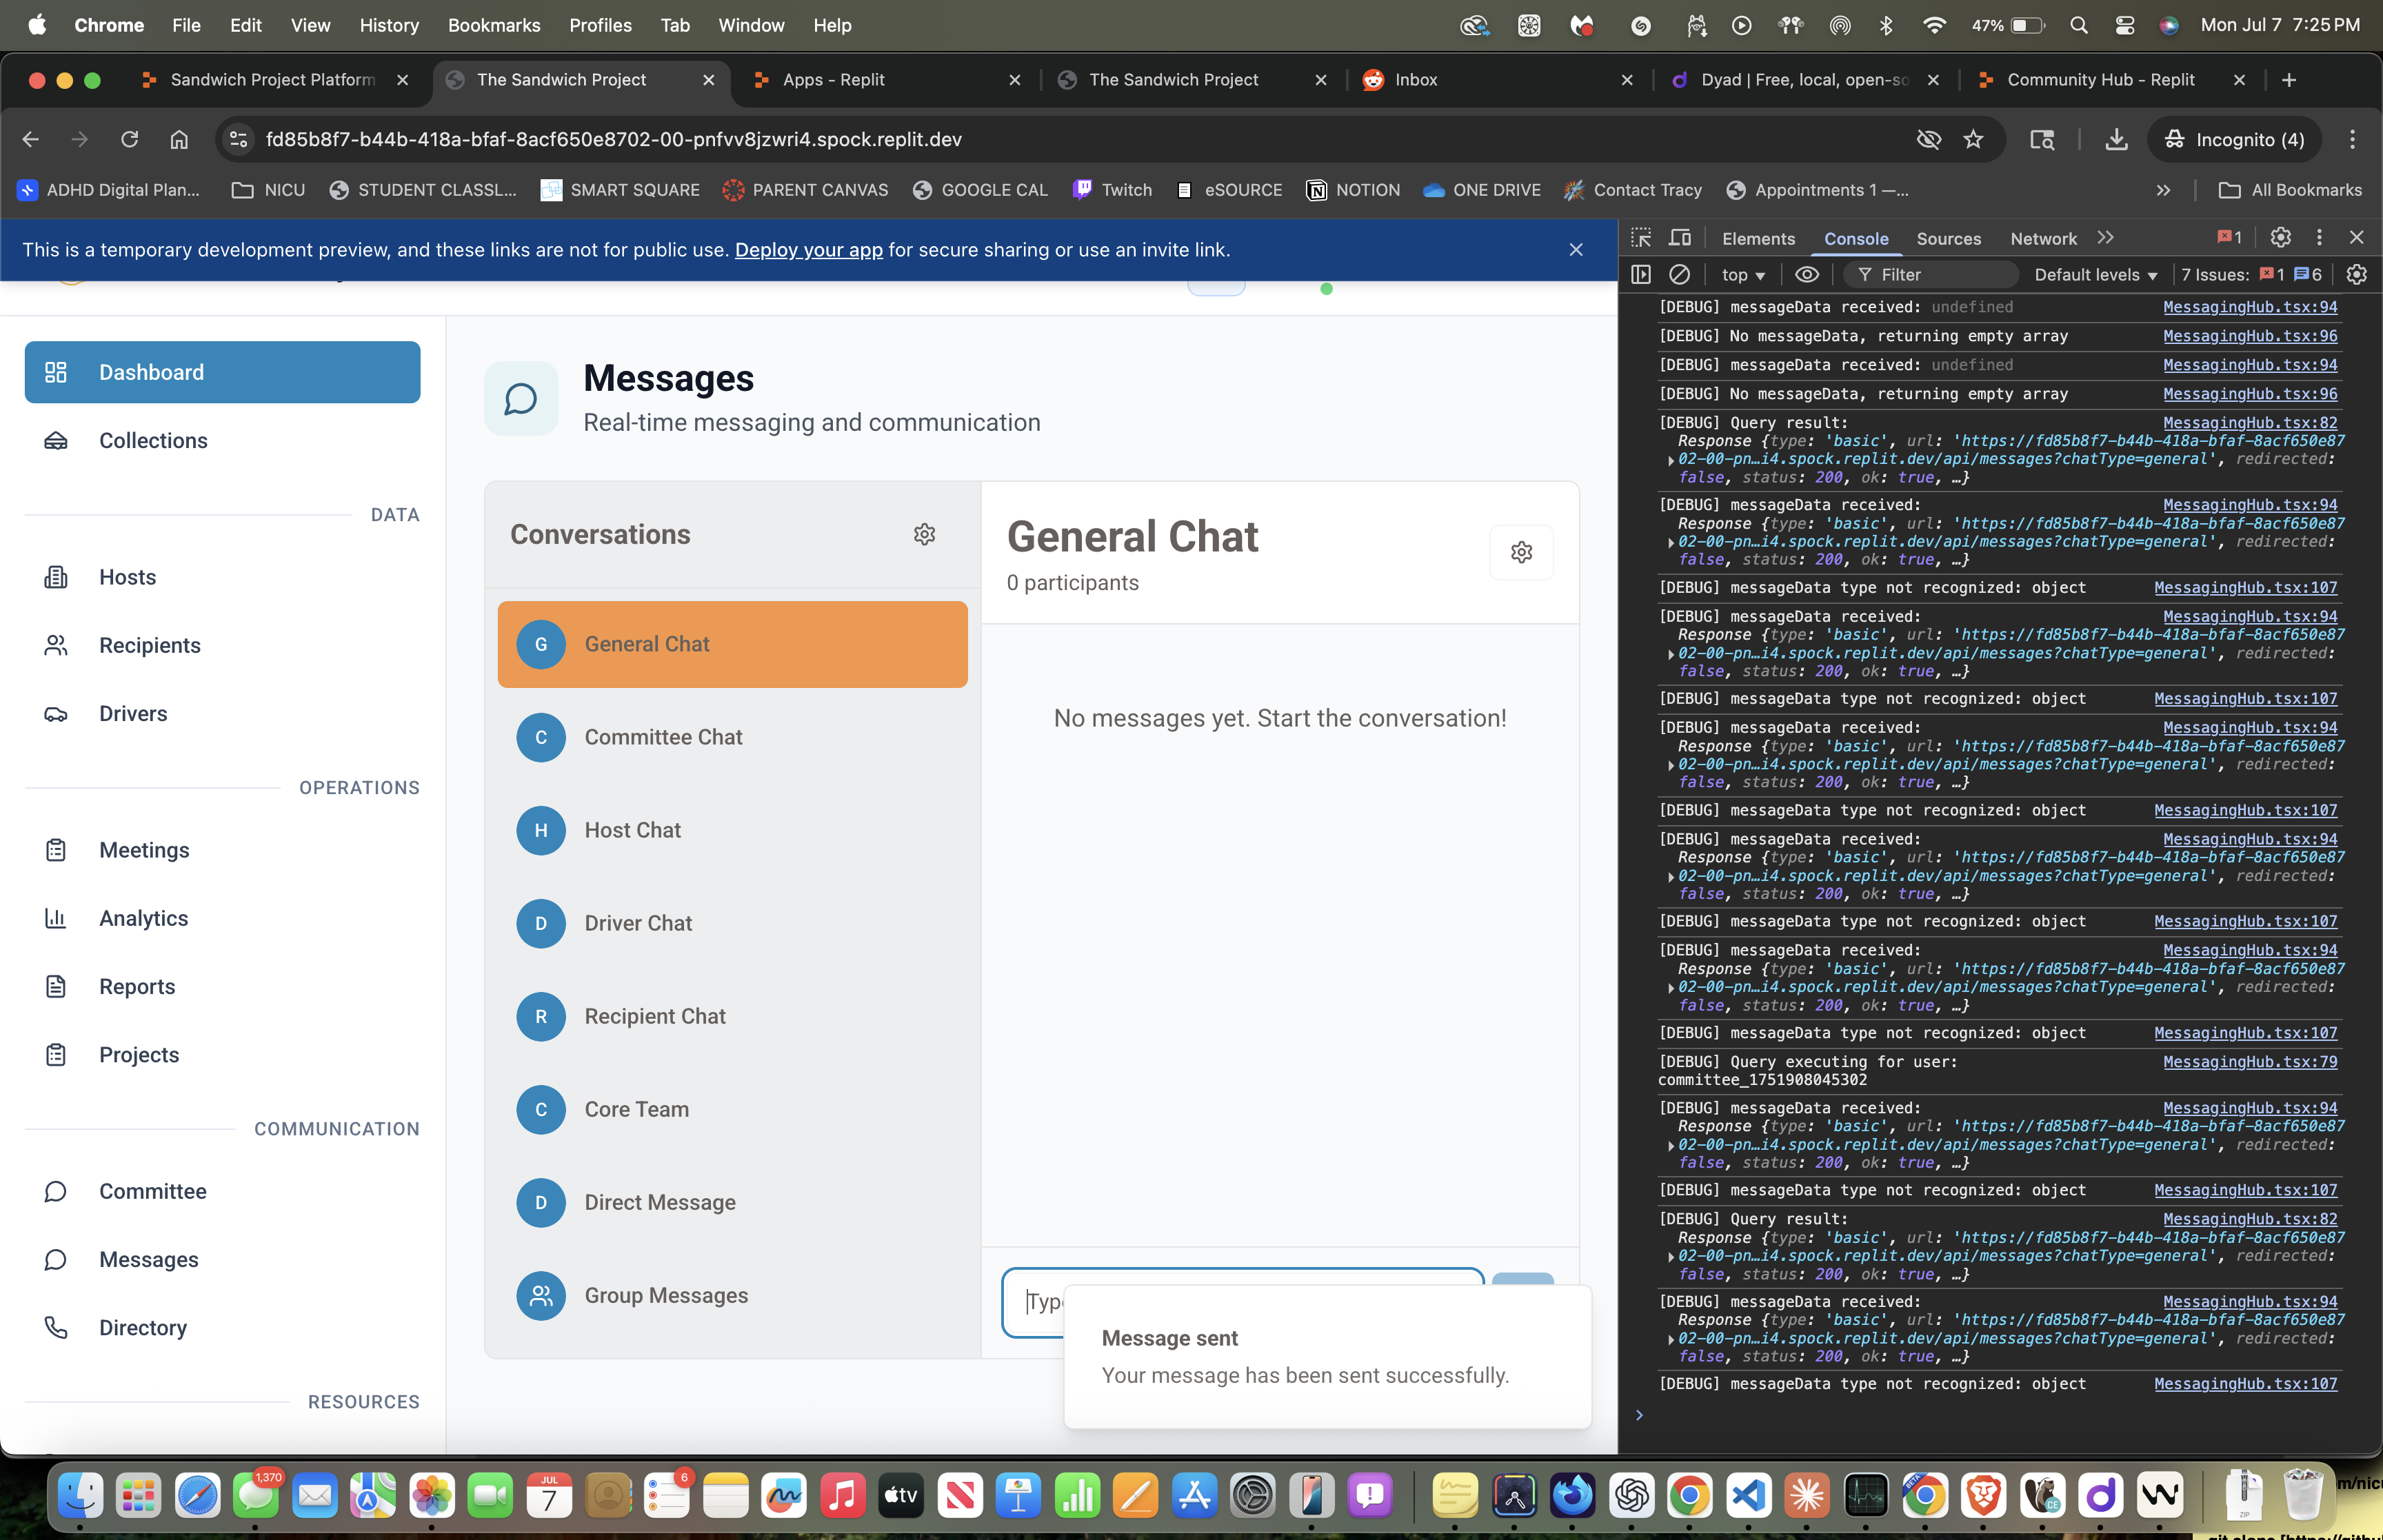 Chrome File Edit View History Bookmarks Profiles Tab Window Help
47% Mon Jul 7 7:25 PM
Sandwich Project Platform
The Sandwich Project
Apps - Replit
The Sandwich Project
Inbox
Dyad | Free, local, open-so
Community Hub - Replit
fd85b8f7-b44b-418a-bfaf-8acf650e8702-00-pnfvv8jzwri4.spock.replit.dev
Incognito (4)
ADHD Digital Plan... NICU STUDENT CLASSL... SMART SQUARE PARENT CANVAS GOOGLE CAL Twitch eSOURCE NOTION ONE DRIVE Contact Tracy Appointments 1 —... All Bookmarks
This is a temporary development preview, and these links are not for public use. Deploy your app for secure sharing or use an invite link.
Dashboard
Collections
DATA
Hosts
Recipients
Drivers
OPERATIONS
Meetings
Analytics
Reports
Projects
COMMUNICATION
Committee
Messages
Directory
RESOURCES
Messages
Real-time messaging and communication
Conversations
G General Chat
C Committee Chat
H Host Chat
D Driver Chat
R Recipient Chat
C Core Team
D Direct Message
Group Messages
General Chat
0 participants
No messages yet. Start the conversation!
Typ
Message sent
Your message has been sent successfully.
Elements Console Sources Network 1
top Filter Default levels 7 Issues: 1 6
[DEBUG] messageData received: undefined MessagingHub.tsx:94
[DEBUG] No messageData, returning empty array MessagingHub.tsx:96
[DEBUG] messageData received: undefined MessagingHub.tsx:94
[DEBUG] No messageData, returning empty array MessagingHub.tsx:96
[DEBUG] Query result: MessagingHub.tsx:82
Response {type: 'basic', url: 'https://fd85b8f7-b44b-418a-bfaf-8acf650e87
02-00-pn…i4.spock.replit.dev/api/messages?chatType=general', redirected:
false, status: 200, ok: true, …}
[DEBUG] messageData received: MessagingHub.tsx:94
Response {type: 'basic', url: 'https://fd85b8f7-b44b-418a-bfaf-8acf650e87
02-00-pn…i4.spock.replit.dev/api/messages?chatType=general', redirected:
false, status: 200, ok: true, …}
[DEBUG] messageData type not recognized: object MessagingHub.tsx:107
[DEBUG] messageData received: MessagingHub.tsx:94
Response {type: 'basic', url: 'https://fd85b8f7-b44b-418a-bfaf-8acf650e87
02-00-pn…i4.spock.replit.dev/api/messages?chatType=general', redirected:
false, status: 200, ok: true, …}
[DEBUG] messageData type not recognized: object MessagingHub.tsx:107
[DEBUG] messageData received: MessagingHub.tsx:94
Response {type: 'basic', url: 'https://fd85b8f7-b44b-418a-bfaf-8acf650e87
02-00-pn…i4.spock.replit.dev/api/messages?chatType=general', redirected:
false, status: 200, ok: true, …}
[DEBUG] messageData type not recognized: object MessagingHub.tsx:107
[DEBUG] messageData received: MessagingHub.tsx:94
Response {type: 'basic', url: 'https://fd85b8f7-b44b-418a-bfaf-8acf650e87
02-00-pn…i4.spock.replit.dev/api/messages?chatType=general', redirected:
false, status: 200, ok: true, …}
[DEBUG] messageData type not recognized: object MessagingHub.tsx:107
[DEBUG] messageData received: MessagingHub.tsx:94
Response {type: 'basic', url: 'https://fd85b8f7-b44b-418a-bfaf-8acf650e87
02-00-pn…i4.spock.replit.dev/api/messages?chatType=general', redirected:
false, status: 200, ok: true, …}
[DEBUG] messageData type not recognized: object MessagingHub.tsx:107
[DEBUG] Query executing for user: MessagingHub.tsx:79
committee_1751908045302
[DEBUG] messageData received: MessagingHub.tsx:94
Response {type: 'basic', url: 'https://fd85b8f7-b44b-418a-bfaf-8acf650e87
02-00-pn…i4.spock.replit.dev/api/messages?chatType=general', redirected:
false, status: 200, ok: true, …}
[DEBUG] messageData type not recognized: object MessagingHub.tsx:107
[DEBUG] Query result: MessagingHub.tsx:82
Response {type: 'basic', url: 'https://fd85b8f7-b44b-418a-bfaf-8acf650e87
02-00-pn…i4.spock.replit.dev/api/messages?chatType=general', redirected:
false, status: 200, ok: true, …}
[DEBUG] messageData received: MessagingHub.tsx:94
Response {type: 'basic', url: 'https://fd85b8f7-b44b-418a-bfaf-8acf650e87
02-00-pn…i4.spock.replit.dev/api/messages?chatType=general', redirected:
false, status: 200, ok: true, …}
[DEBUG] messageData type not recognized: object MessagingHub.tsx:107
1,370
JUL
7
6
tv
BETA
CE
ZIP
m/nicu